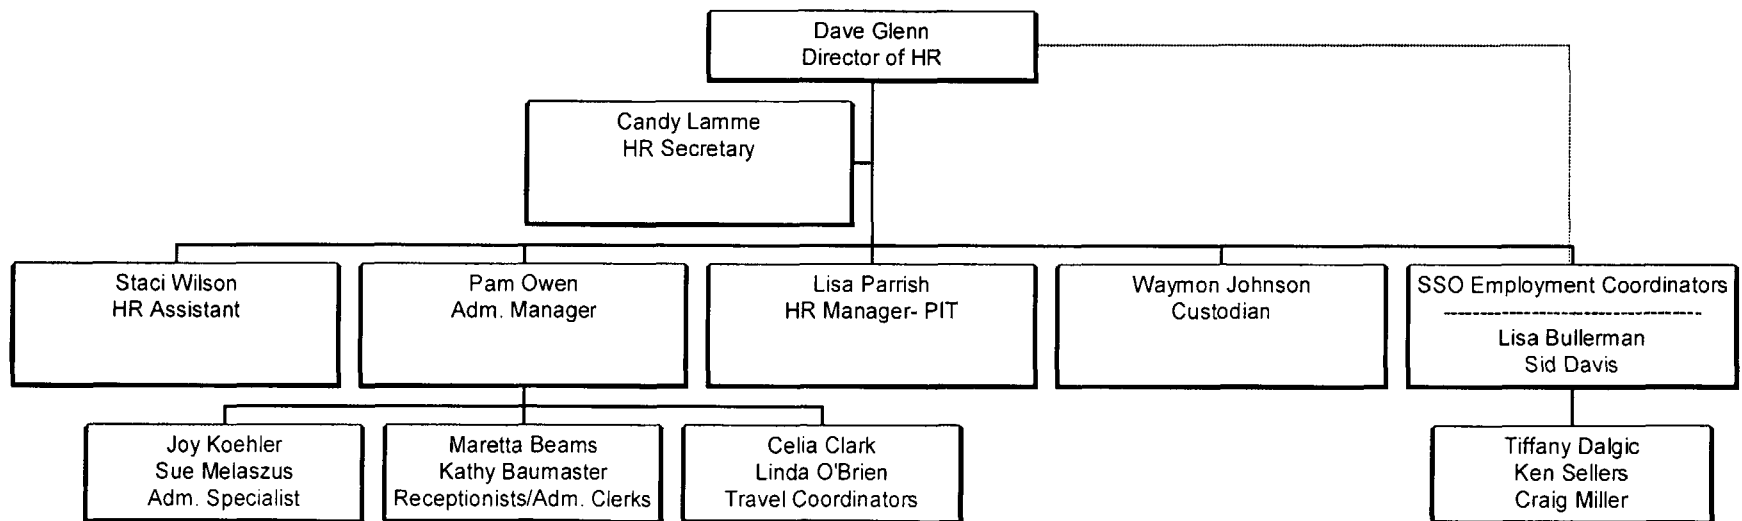 Dave Glenn
Director of HR
Candy Lamme
HR Secretary
Staci Wilson
HR Assistant
Pam Owen
Adm. Manager
Lisa Parrish
HR Manager- PIT
Waymon Johnson
Custodian
SSO Employment Coordinators
Lisa Bullerman
Sid Davis
Joy Koehler
Sue Melaszus
Adm. Specialist
Maretta Beams
Kathy Baumaster
Receptionists/Adm. Clerks
Celia Clark
Linda O'Brien
Travel Coordinators
Tiffany Dalgic
Ken Sellers
Craig Miller